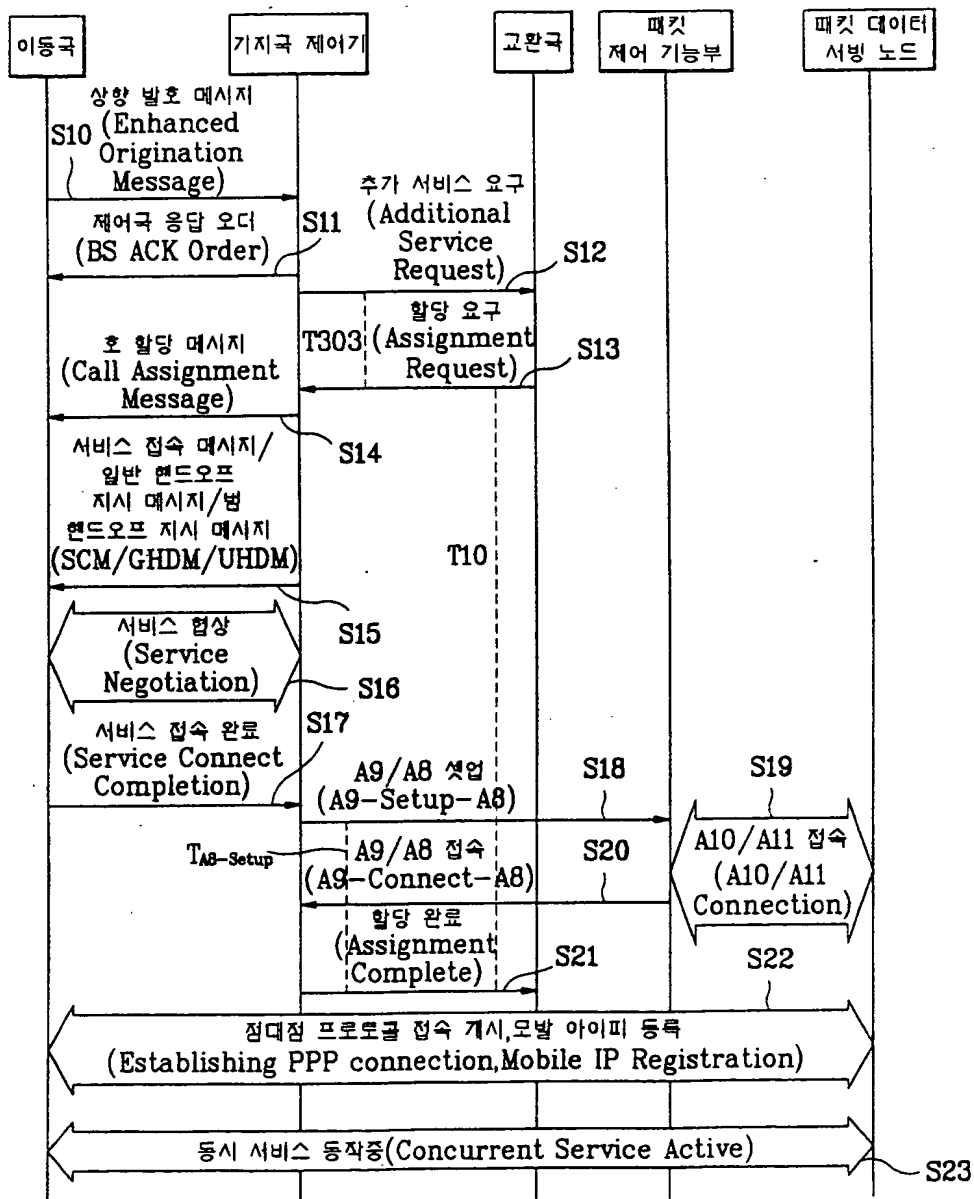 이동국
기지국 제어기
교환국
패킷
제어 기능부
패킷 데이터
서빙 노드
상향 발호 메시지
(Enhanced
Origination
Message)
S10
제어국 응답 오더
(BS ACK Order)
S11
추가 서비스 요구
(Additional
Service
Request)
S12
T303
할당 요구
(Assignment
Request)
S13
호 할당 메시지
(Call Assignment
Message)
S14
서비스 접속 메시지/
일반 핸드오프
지시 메시지/범
핸드오프 지시 메시지
(SCM/GHDM/UHDM)
T10
S15
서비스 협상
(Service
Negotiation)
S16
서비스 접속 완료
(Service Connect
Completion)
S17
A9/A8 셋업
(A9-Setup-A8)
S18
S19
A10/A11 접속
(A10/A11
Connection)
TA8-Setup
A9/A8 접속
(A9-Connect-A8)
S20
할당 완료
(Assignment
Complete)
S21
S22
점대점 프로토콜 접속 개시,모발 아이피 등록
(Establishing PPP connection,Mobile IP Registration)
동시 서비스 동작중(Concurrent Service Active)
S23